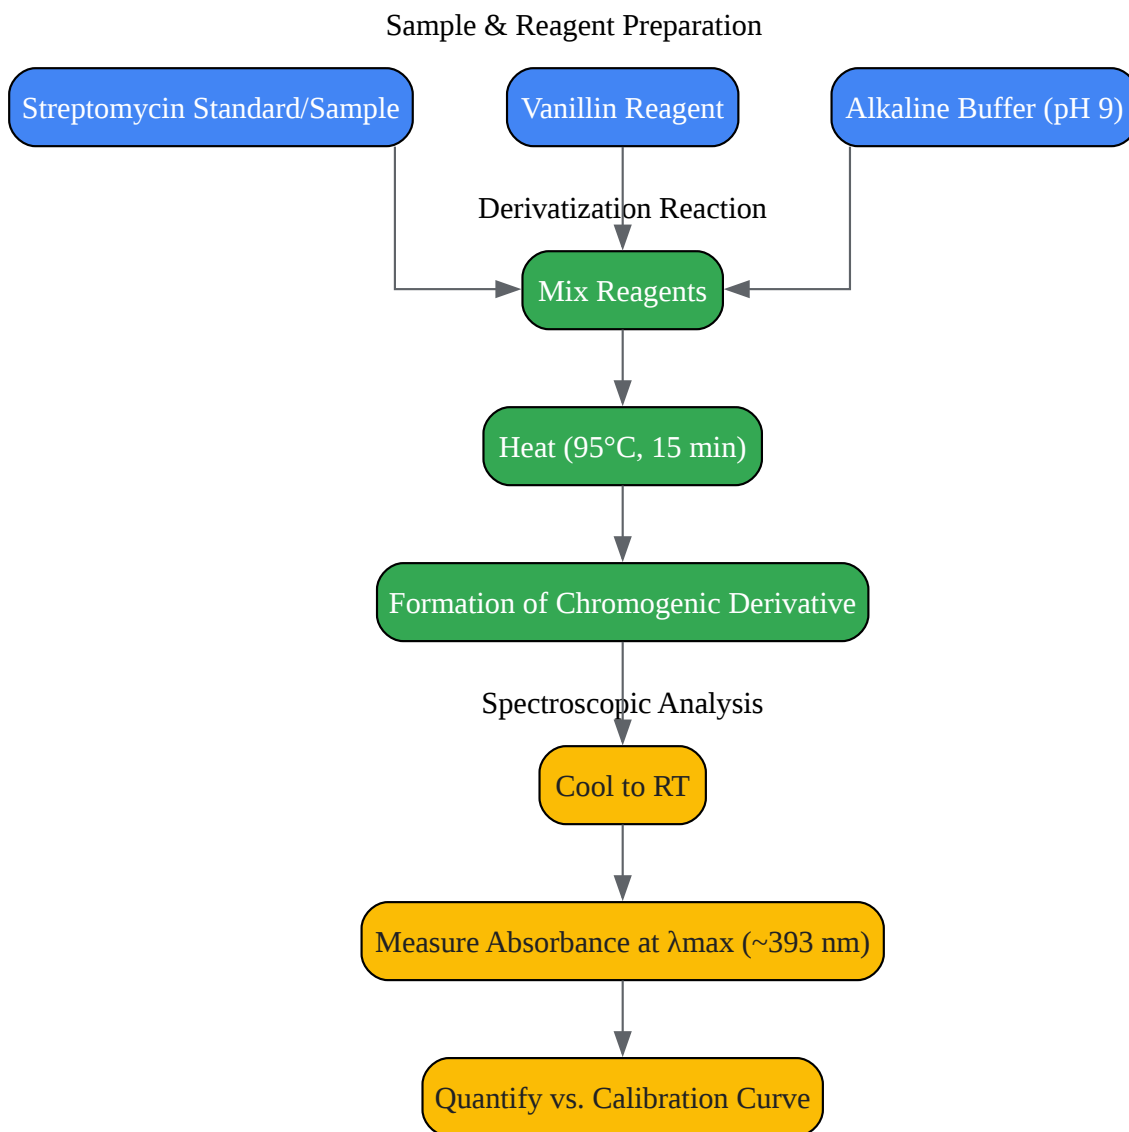 Sample & Reagent Preparation
Streptomycin Standard/Sample
Vanillin Reagent
Alkaline Buffer (pH 9)
Derivatization Reaction
Mix Reagents
Heat (95°C, 15 min)
Formation of Chromogenic Derivative
Spectroscopic Analysis
Cool to RT
Measure Absorbance at λmax (~393 nm)
Quantify vs. Calibration Curve